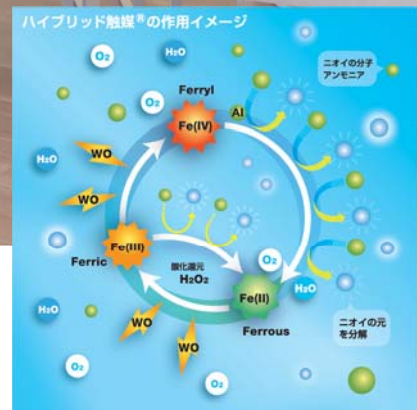 ハイブリッド触媒®の作用イメージ
O₂
H₂O
ニオイの分子
アンモニア
Ferryl
O₂
Fe(IV)
AI
WO
H₂O
WO
Fe(III)
Ferric
酸化還元
H₂O₂
O₂
Fe(II)
H₂O
Ferrous
H₂O
WO
WO
O₂
O₂
ニオイの元
を分解